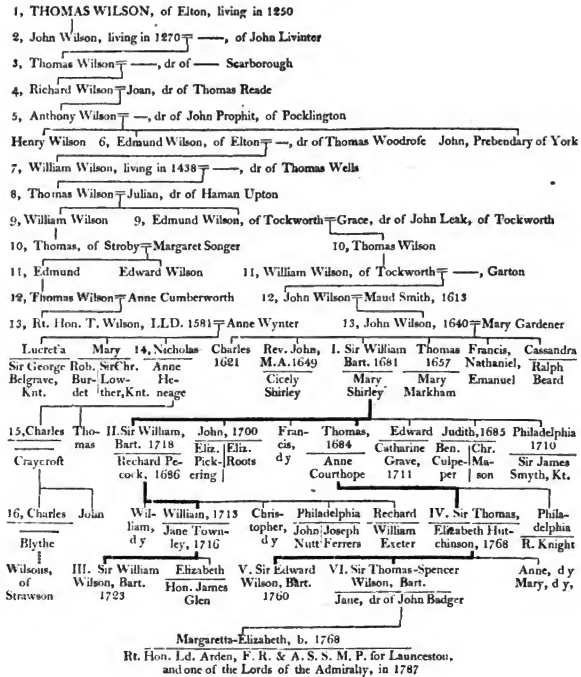 1, THOMAS WILSON, of Elton, living in 1250
2, John Wilson, living in 1270 — —, of John Livinter
3, Thomas Wilson — —, dr of — Scarborough
4, Richard Wilson — Joan, dr of Thomas Reade
5, Anthony Wilson — —, dr of John Prophit, of Pocklington
Henry Wilson 6, Edmund Wilson, of Elton — —, dr of Thomas Woodrofe John, Prebendary of York
7, William Wilson, living in 1438 — —, dr of Thomas Wells
8, Thomas Wilson — Julian, dr of Haman Upton
9, William Wilson 9, Edmund Wilson, of Tockworth — Grace, dr of John Leak, of Tockworth
10, Thomas, of Stroby — Margaret Songer 10, Thomas Wilson
11, Edmund Edward Wilson 11, William Wilson, of Tockworth — —, Garton
12, Thomas Wilson — Anne Cumberworth 12, John Wilson — Maud Smith, 1613
13, Rt. Hon. T. Wilson, LLD. 1581 — Anne Wynter 13, John Wilson, 1640 — Mary Gardener
Lucret'a Mary 14, Nicholas Charles Rev. John, I. Sir William Thomas Francis, Cassandra
Sir George Rob. SirChr. Anne 1621 M.A. 1649 Bart. 1681 1657 Nathaniel, Ralph
Belgrave, Bur- Low- He- Cicely Mary Mary Emanuel Beard
Knt. det ther, Knt. neage Shirley Shirley Markham
15, Charles Tho- II. Sir William, John, 1700 Fran- Thomas, Edward Judith, 1685 Philadelphia
Craycroft mas Bart. 1718 Eliz. Eliz. cis, 1684 Catharine Ben. Chr. 1710
Rechard Pe- Pick- Roots d y Anne Grave, Culpe- Ma- Sir James
cock, 1686 ering Courthope 1711 per son Smyth, Kt.
16, Charles John Wil- William, 1713 Chris- Philadelphia Rechard IV. Sir Thomas, Phila-
Blythe liam, Jane Town- topher, John Joseph William Elizabeth Hut- delphia
d y ley, 1716 d y Nutt Ferrers Exeter chinson, 1768 R. Knight
Wilsons, III. Sir William Elizabeth V. Sir Edward VI. Sir Thomas-Spencer Anne, d y
of Wilson, Bart. Hon. James Wilson, Bart. Wilson, Bart. Mary, d y,
Strawson 1723 Glen 1760 Jane, dr of John Badger
Margaretta-Elizabeth, b. 1768
Rt. Hon. Ld. Arden, F. R. & A. S. S. M. P. for Launceston,
and one of the Lords of the Admiralty, in 1787